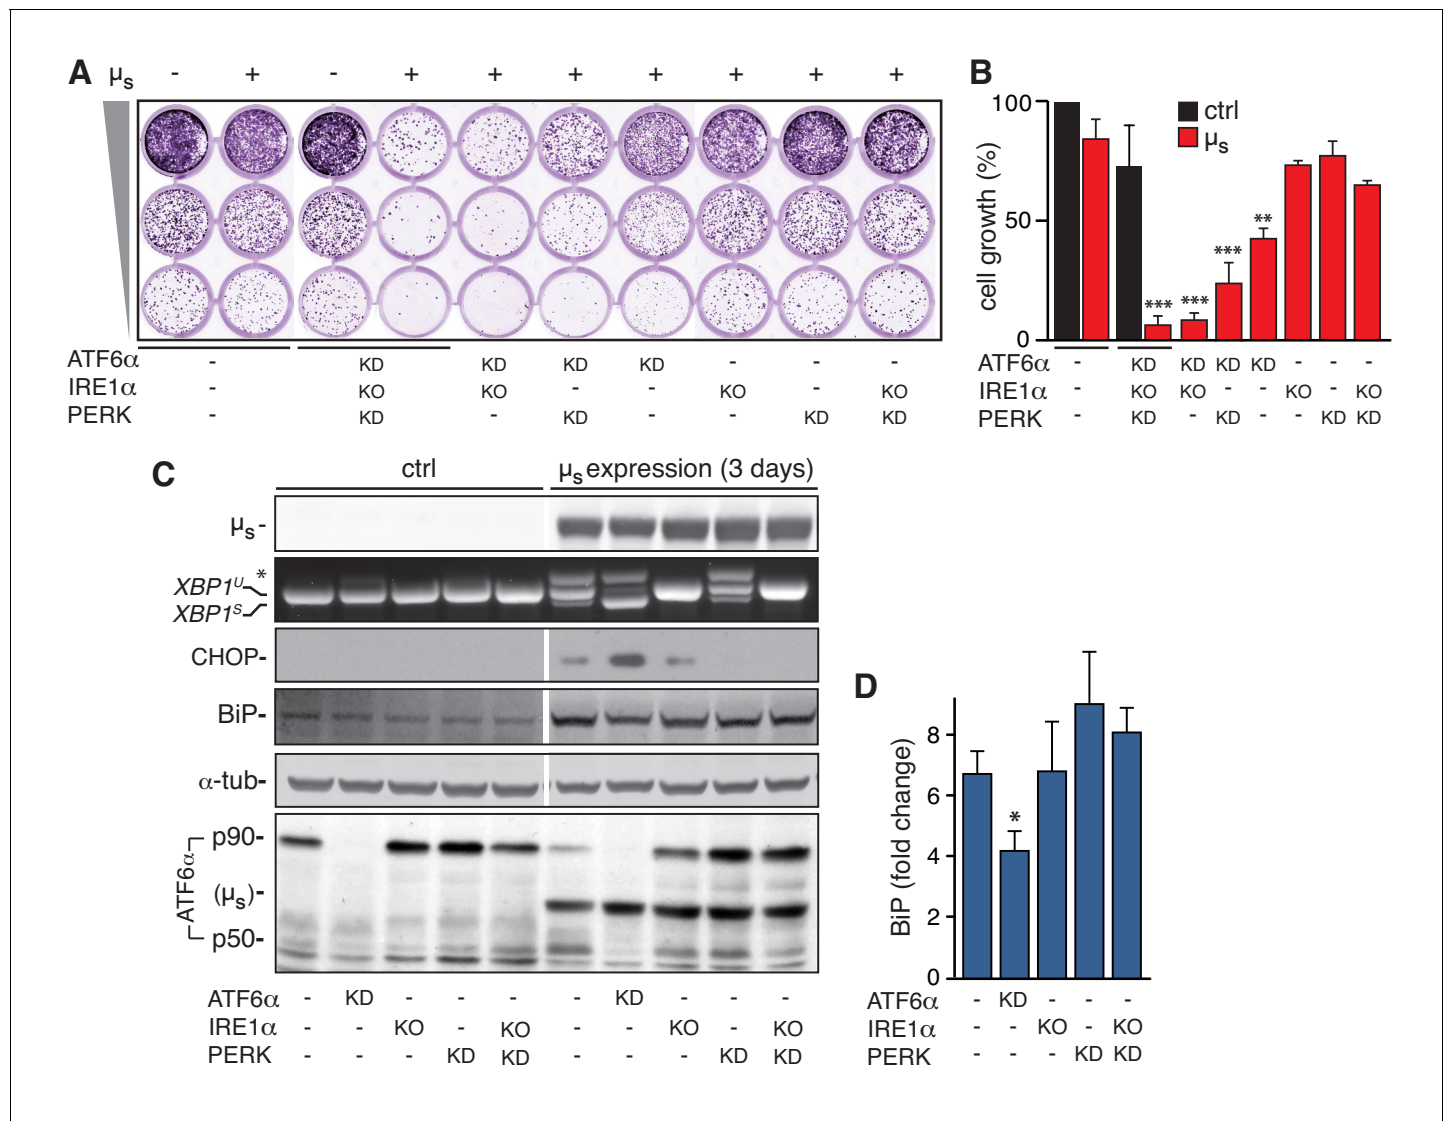 A
μs - + - + + + + + + +
ATF6α - KD KD KD KD - - -
IRE1α - KO KO - - KO - KO
PERK - KD - KD - - KD KD
B
100
50
0
cell growth (%)
ctrl
μs
*** *** *** **
ATF6α - KD KD KD KD - - -
IRE1α - KO KO - - KO - KO
PERK - KD - KD - - KD KD
C
ctrl
μs expression (3 days)
μs-
*
XBP1U
XBP1S
CHOP-
BiP-
α-tub-
ATF6α
p90-
(μs)-
p50-
ATF6α - KD - - - - KD - - -
IRE1α - - KO - KO - - KO - KO
PERK - - - KD KD - - - KD KD
D
8
6
4
2
0
BiP (fold change)
*
ATF6α - KD - - -
IRE1α - - KO - KO
PERK - - - KD KD